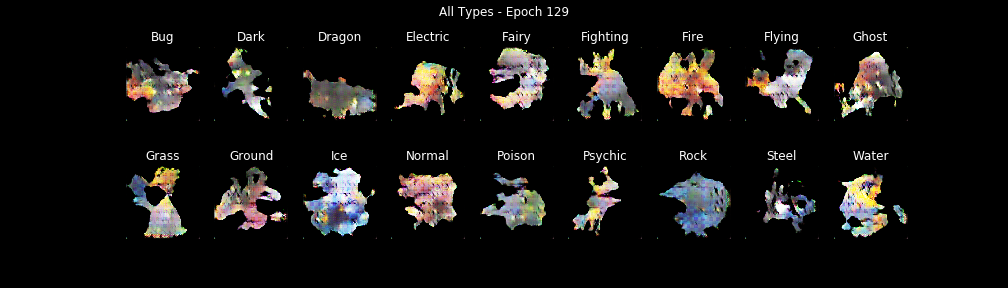 All Types - Epoch 129
Bug Dark Dragon Electric Fairy Fighting Fire Flying Ghost
Grass Ground Ice Normal Poison Psychic Rock Steel Water